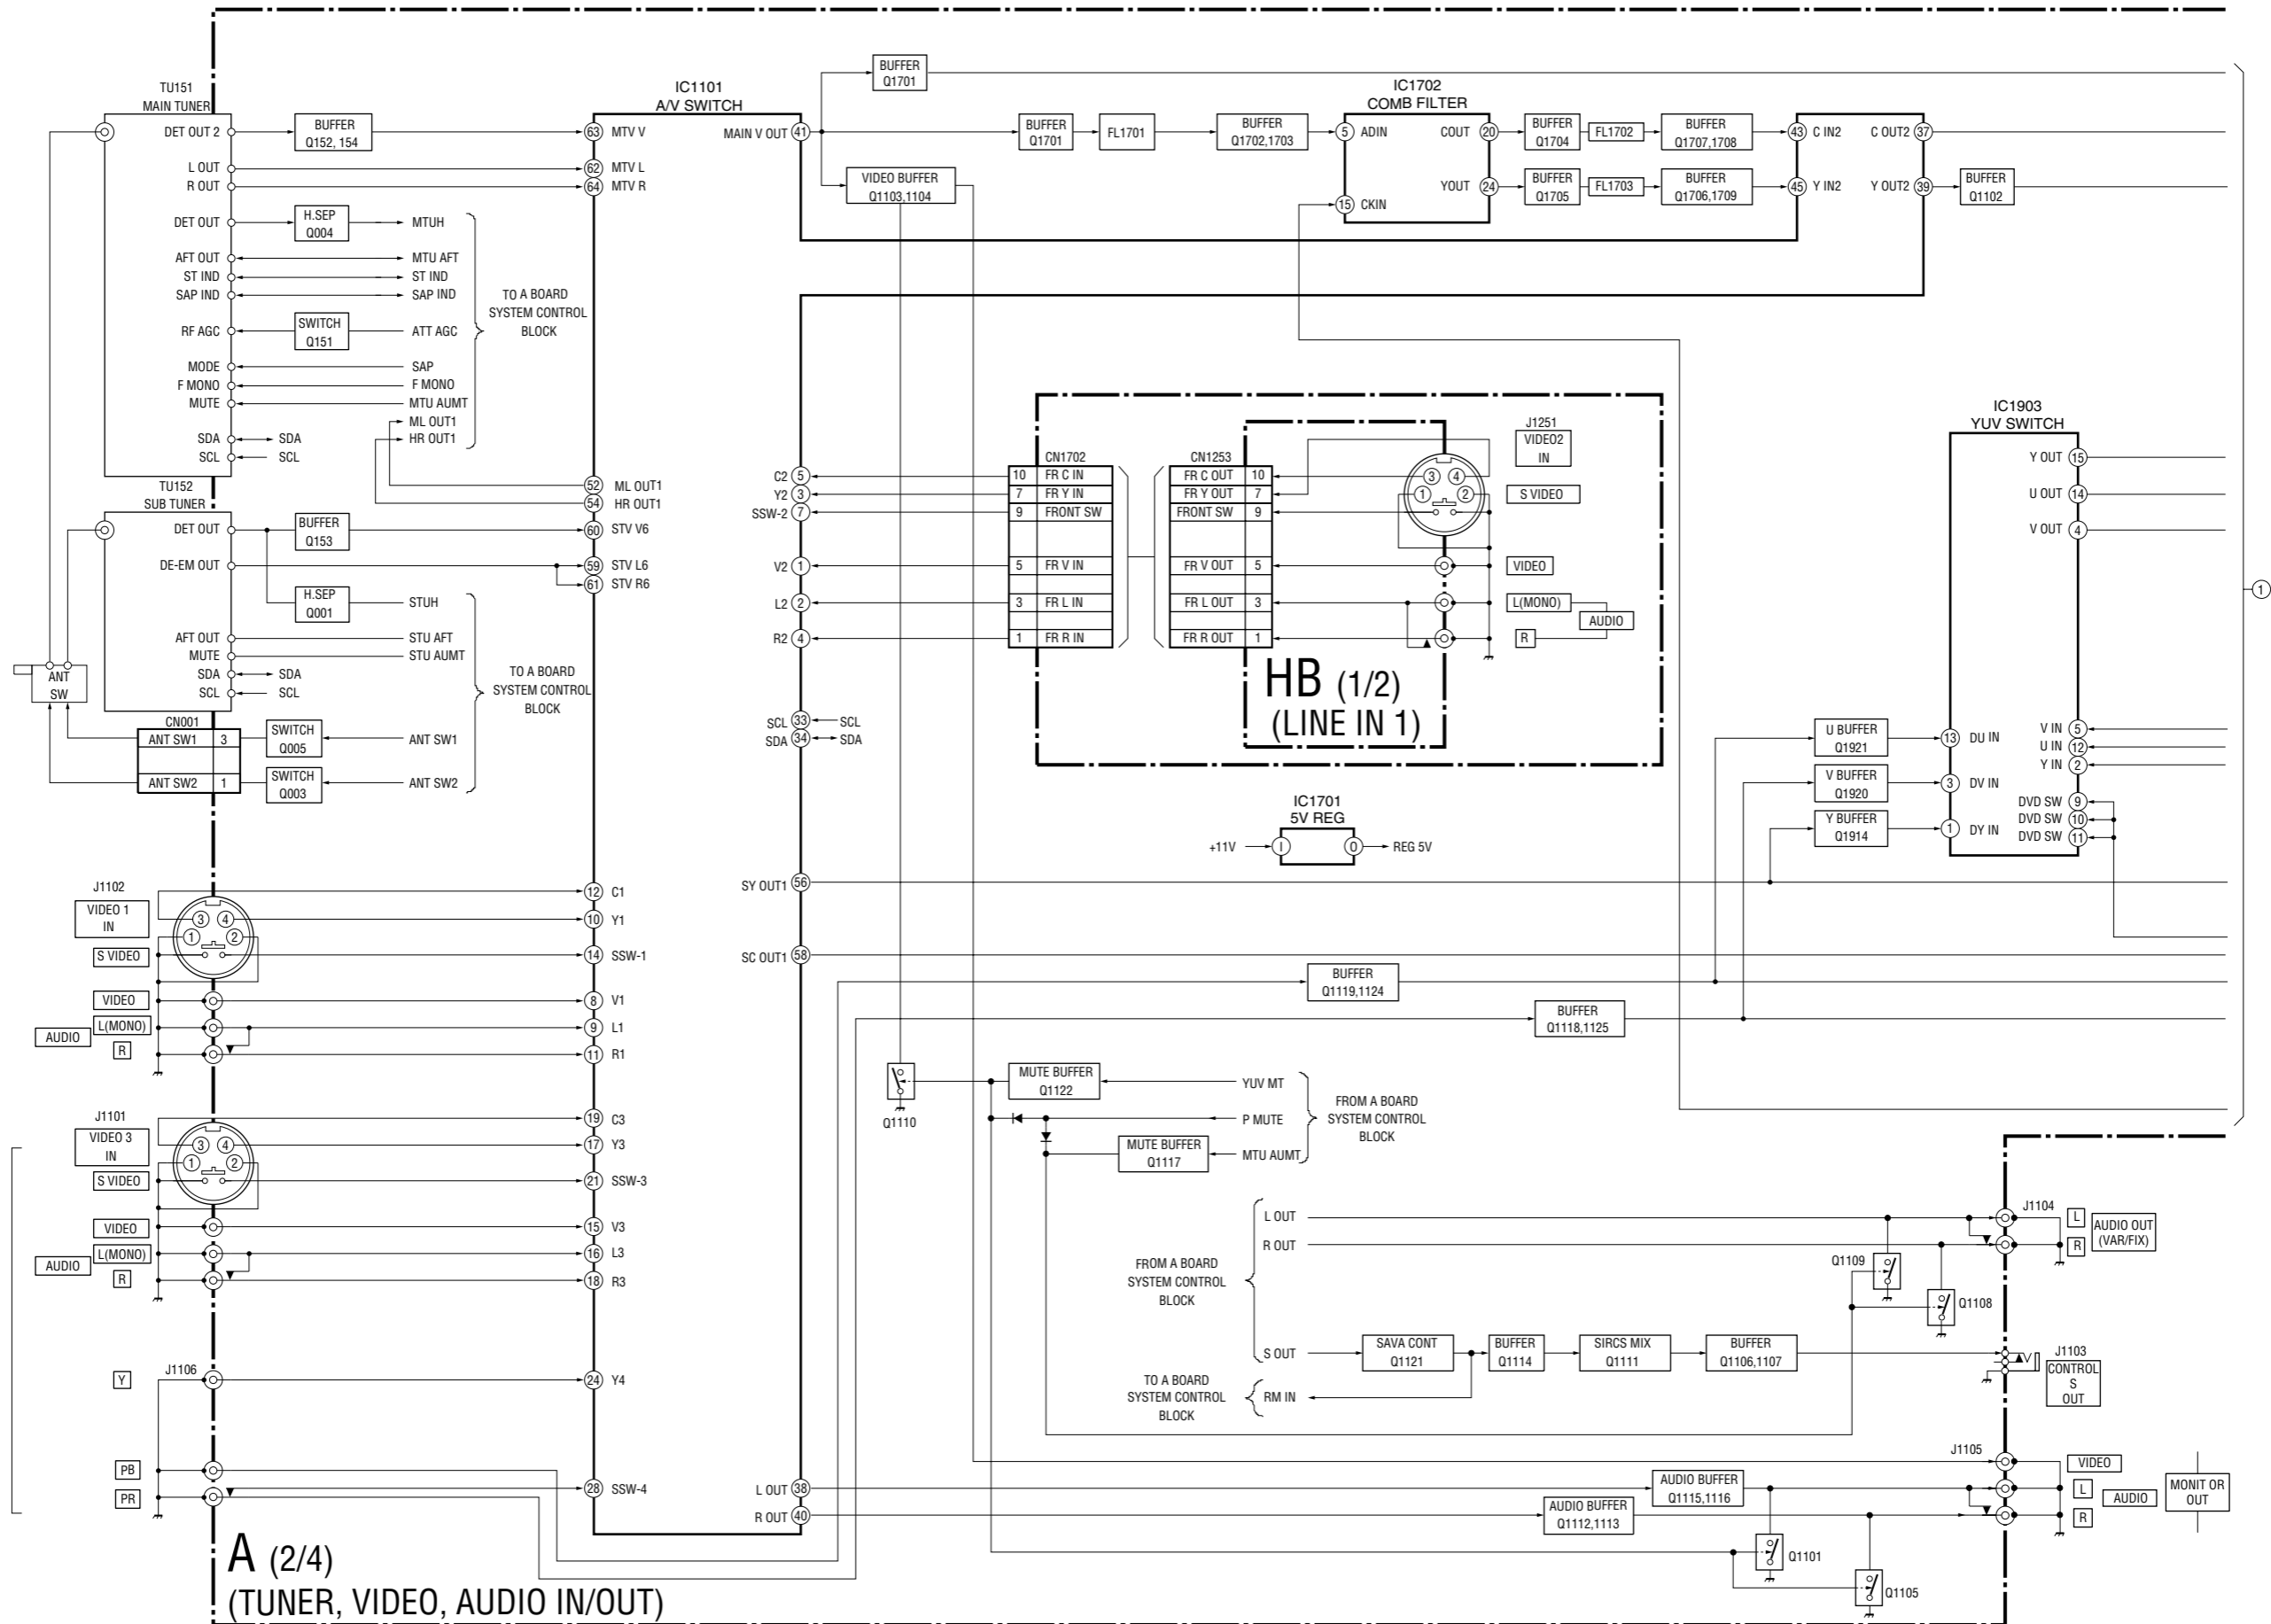 TU151
MAIN TUNER
DET OUT 2
L OUT
R OUT
DET OUT
AFT OUT
ST IND
SAP IND
RF AGC
MODE
F MONO
MUTE
SDA
SCL
BUFFER
Q152, 154
H.SEP
Q004
MTUH
MTU AFT
ST IND
SAP IND
SWITCH
Q151
ATT AGC
SAP
F MONO
MTU AUMT
ML OUT1
HR OUT1
SDA
SCL
TO A BOARD
SYSTEM CONTROL
BLOCK
TU152
SUB TUNER
DET OUT
DE-EM OUT
AFT OUT
MUTE
SDA
SCL
BUFFER
Q153
H.SEP
Q001
STUH
STU AFT
STU AUMT
SDA
SCL
TO A BOARD
SYSTEM CONTROL
BLOCK
ANT
SW
CN001
ANT SW1 3
ANT SW2 1
SWITCH
Q005
ANT SW1
SWITCH
Q003
ANT SW2
J1102
VIDEO 1
IN
S VIDEO
VIDEO
AUDIO
L(MONO)
R
3 4
1 2
J1101
VIDEO 3
IN
S VIDEO
VIDEO
AUDIO
L(MONO)
R
3 4
1 2
J1106
Y
PB
PR
IC1101
A/V SWITCH
63 MTV V
62 MTV L
64 MTV R
52 ML OUT1
54 HR OUT1
60 STV V6
59 STV L6
61 STV R6
12 C1
10 Y1
14 SSW-1
8 V1
9 L1
11 R1
19 C3
17 Y3
21 SSW-3
15 V3
16 L3
18 R3
24 Y4
28 SSW-4
MAIN V OUT 41
C2 5
Y2 3
SSW-2 7
V2 1
L2 2
R2 4
SCL 33 SCL
SDA 34 SDA
SY OUT1 56
SC OUT1 58
L OUT 38
R OUT 40
BUFFER
Q1701
BUFFER
Q1701
FL1701
BUFFER
Q1702,1703
VIDEO BUFFER
Q1103,1104
IC1702
COMB FILTER
5 ADIN
15 CKIN
COUT 20
YOUT 24
BUFFER
Q1704
FL1702
BUFFER
Q1707,1708
BUFFER
Q1705
FL1703
BUFFER
Q1706,1709
43 C IN2
45 Y IN2
C OUT2 37
Y OUT2 39
BUFFER
Q1102
CN1702
10 FR C IN
7 FR Y IN
9 FRONT SW
5 FR V IN
3 FR L IN
1 FR R IN
CN1253
FR C OUT 10
FR Y OUT 7
FRONT SW 9
FR V OUT 5
FR L OUT 3
FR R OUT 1
3 4
1 2
J1251
VIDEO2
IN
S VIDEO
VIDEO
L(MONO)
AUDIO
R
HB (1/2)
(LINE IN 1)
IC1701
5V REG
+11V
I O
REG 5V
IC1903
YUV SWITCH
Y OUT 15
U OUT 14
V OUT 4
V IN 5
U IN 12
Y IN 2
DVD SW 9
DVD SW 10
DVD SW 11
U BUFFER
Q1921
13 DU IN
V BUFFER
Q1920
3 DV IN
Y BUFFER
Q1914
1 DY IN
1
BUFFER
Q1119,1124
BUFFER
Q1118,1125
Q1110
MUTE BUFFER
Q1122
YUV MT
P MUTE
MUTE BUFFER
Q1117
MTU AUMT
FROM A BOARD
SYSTEM CONTROL
BLOCK
L OUT
R OUT
FROM A BOARD
SYSTEM CONTROL
BLOCK
S OUT
SAVA CONT
Q1121
BUFFER
Q1114
SIRCS MIX
Q1111
BUFFER
Q1106,1107
TO A BOARD
SYSTEM CONTROL
BLOCK
RM IN
Q1109
Q1108
J1104
L
R
AUDIO OUT
(VAR/FIX)
J1103
CONTROL
S
OUT
J1105
VIDEO
L
AUDIO
R
MONIT OR
OUT
AUDIO BUFFER
Q1115,1116
AUDIO BUFFER
Q1112,1113
Q1101
Q1105
A (2/4)
(TUNER, VIDEO, AUDIO IN/OUT)